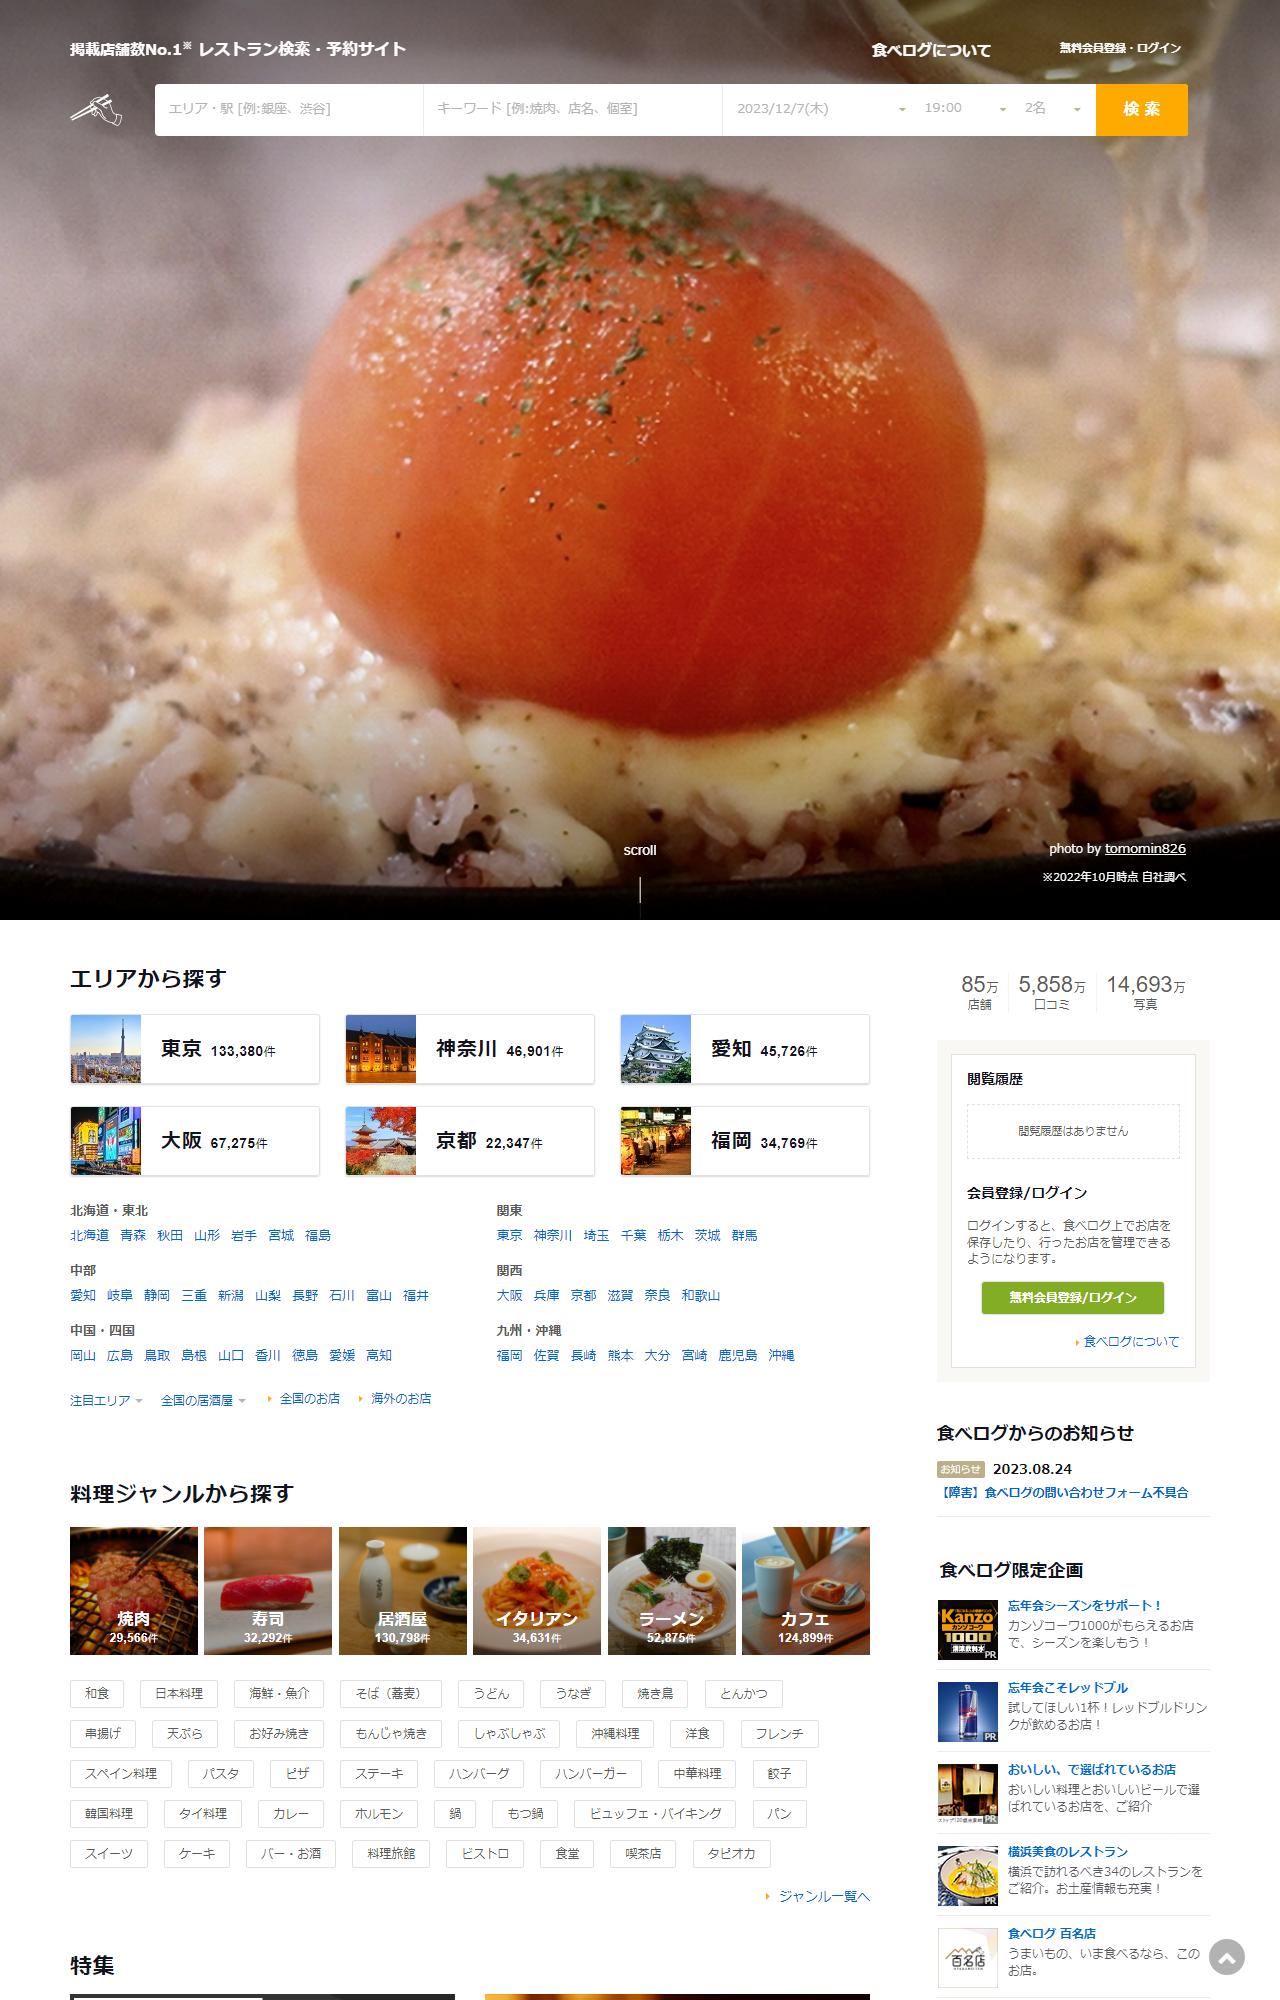 掲載店舗数No.1※ レストラン検索・予約サイト
食べログについて
無料会員登録・ログイン
エリア・駅 [例:銀座、渋谷]
キーワード [例:焼肉、店名、個室]
2023/12/7(木)
19:00
2名
検 索
scroll
photo by tomomin826
※2022年10月時点 自社調べ
エリアから探す
東京 133,380件
神奈川 46,901件
愛知 45,726件
大阪 67,275件
京都 22,347件
福岡 34,769件
北海道・東北
北海道 青森 秋田 山形 岩手 宮城 福島
関東
東京 神奈川 埼玉 千葉 栃木 茨城 群馬
中部
愛知 岐阜 静岡 三重 新潟 山梨 長野 石川 富山 福井
関西
大阪 兵庫 京都 滋賀 奈良 和歌山
中国・四国
岡山 広島 鳥取 島根 山口 香川 徳島 愛媛 高知
九州・沖縄
福岡 佐賀 長崎 熊本 大分 宮崎 鹿児島 沖縄
注目エリア 全国の居酒屋 全国のお店 海外のお店
料理ジャンルから探す
焼肉
29,566件
寿司
32,292件
居酒屋
130,798件
イタリアン
34,631件
ラーメン
52,875件
カフェ
124,899件
和食 日本料理 海鮮・魚介 そば（蕎麦） うどん うなぎ 焼き鳥 とんかつ
串揚げ 天ぷら お好み焼き もんじゃ焼き しゃぶしゃぶ 沖縄料理 洋食 フレンチ
スペイン料理 パスタ ピザ ステーキ ハンバーグ ハンバーガー 中華料理 餃子
韓国料理 タイ料理 カレー ホルモン 鍋 もつ鍋 ビュッフェ・バイキング パン
スイーツ ケーキ バー・お酒 料理旅館 ビストロ 食堂 喫茶店 タピオカ
ジャンル一覧へ
特集
85万
店舗
5,858万
口コミ
14,693万
写真
閲覧履歴
閲覧履歴はありません
会員登録/ログイン
ログインすると、食べログ上でお店を
保存したり、行ったお店を管理できる
ようになります。
無料会員登録/ログイン
食べログについて
食べログからのお知らせ
お知らせ 2023.08.24
【障害】食べログの問い合わせフォーム不具合
食べログ限定企画
Kanzo
カンゾコーワ
1000
清涼飲料水
PR
忘年会シーズンをサポート！
カンゾコーワ1000がもらえるお店
で、シーズンを楽しもう！
PR
忘年会こそレッドブル
試してほしい1杯！レッドブルドリン
クが飲めるお店！
PR
おいしい、で選ばれているお店
おいしい料理とおいしいビールで選
ばれているお店を、ご紹介
PR
横浜美食のレストラン
横浜で訪れるべき34のレストランを
ご紹介。お土産情報も充実！
百名店
食べログ 百名店
うまいもの、いま食べるなら、この
お店。